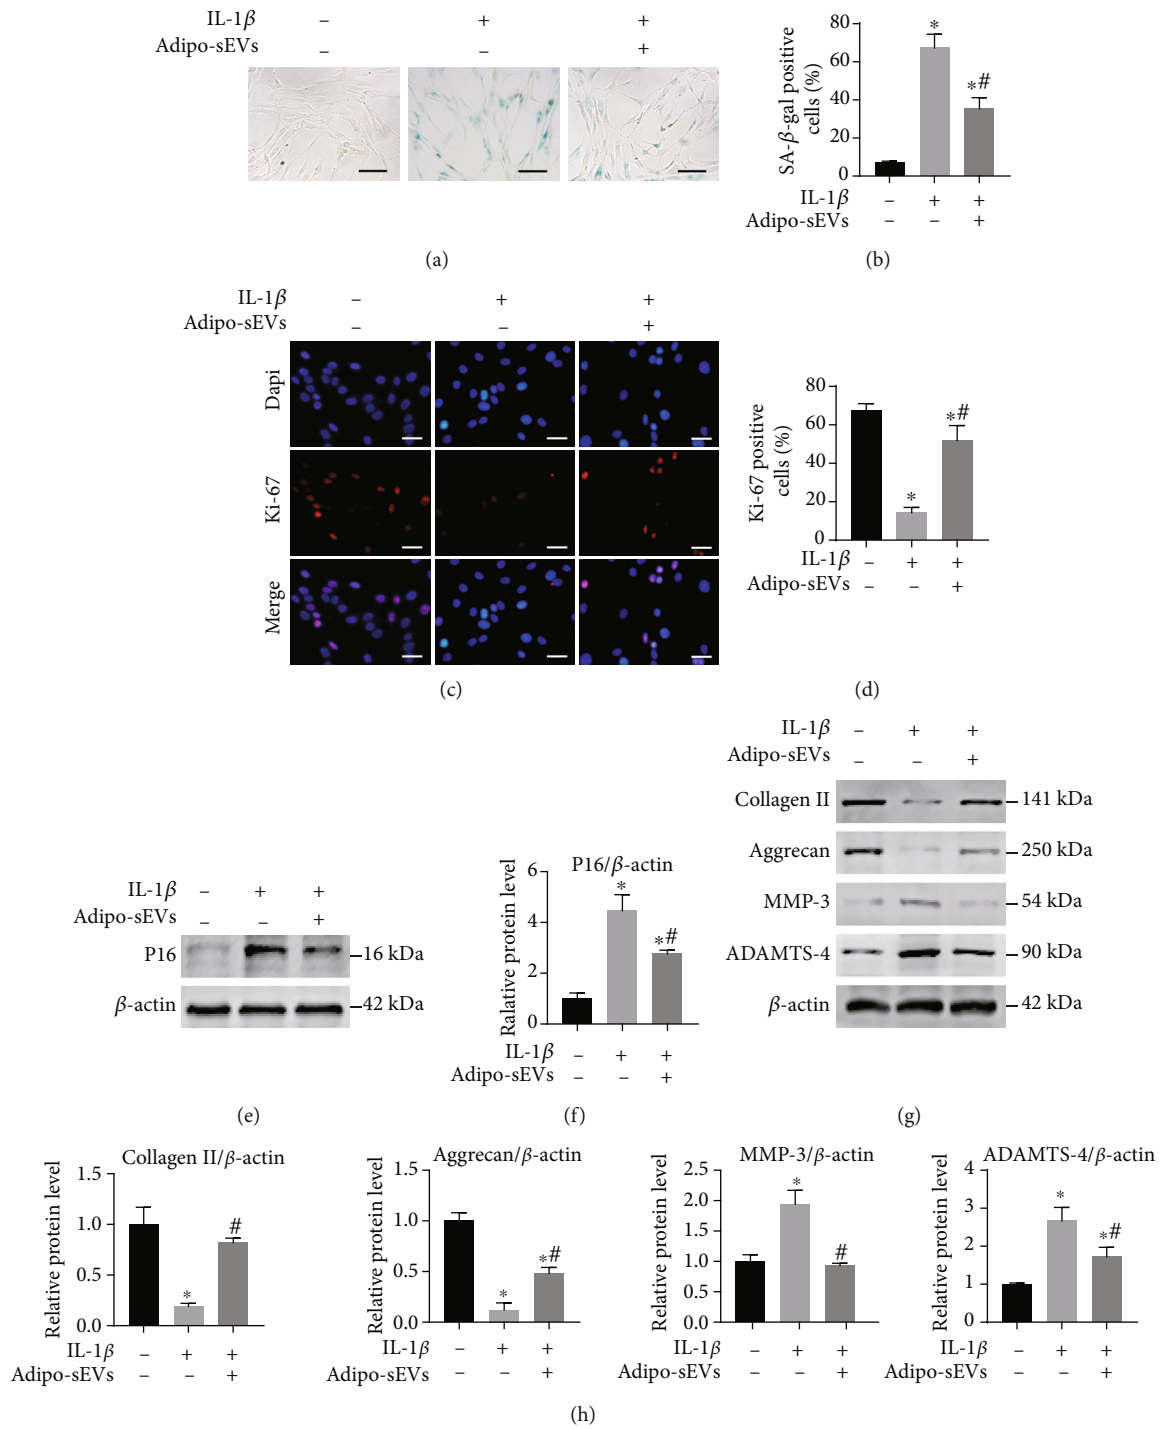 IL-1β – + +
Adipo-sEVs – – +
(a)
SA-β-gal positive
cells (%)
80
60
40
20
0
*
*#
IL-1β – + +
Adipo-sEVs – – +
(b)
IL-1β – + +
Adipo-sEVs – – +
Dapi
Ki-67
Merge
(c)
Ki-67 positive
cells (%)
80
60
40
20
0
*
*#
IL-1β – + +
Adipo-sEVs – – +
(d)
IL-1β – + +
Adipo-sEVs – – +
P16 16 kDa
β-actin 42 kDa
(e)
P16/β-actin
Ralative protein level
6
4
2
0
*
*#
IL-1β – + +
Adipo-sEVs – – +
(f)
IL-1β – + +
Adipo-sEVs – – +
Collagen II 141 kDa
Aggrecan 250 kDa
MMP-3 54 kDa
ADAMTS-4 90 kDa
β-actin 42 kDa
(g)
Collagen II/β-actin
Relative protein level
1.5
1.0
0.5
0.0
*
#
IL-1β – + +
Adipo-sEVs – – +
Aggrecan/β-actin
Relative protein level
1.5
1.0
0.5
0.0
*
*#
IL-1β – + +
Adipo-sEVs – – +
MMP-3/β-actin
Relative protein level
2.5
2.0
1.5
1.0
0.5
0.0
*
#
IL-1β – + +
Adipo-sEVs – – +
ADAMTS-4/β-actin
Relative protein level
4
3
2
1
0
*
*#
IL-1β – + +
Adipo-sEVs – – +
(h)